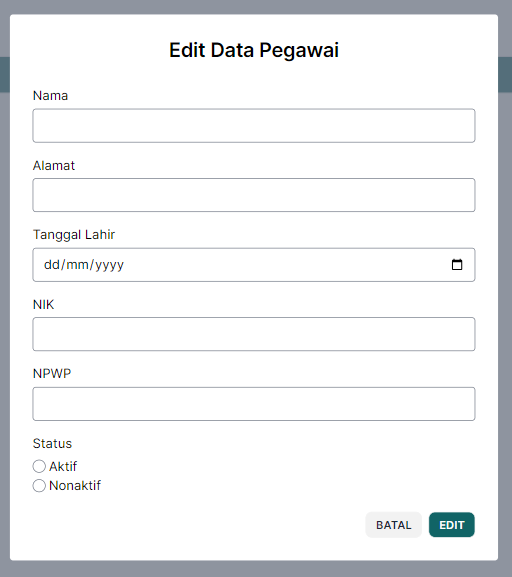 Edit Data Pegawai
Nama
Alamat
Tanggal Lahir
dd/mm/yyyy
NIK
NPWP
Status
Aktif
Nonaktif
BATAL EDIT